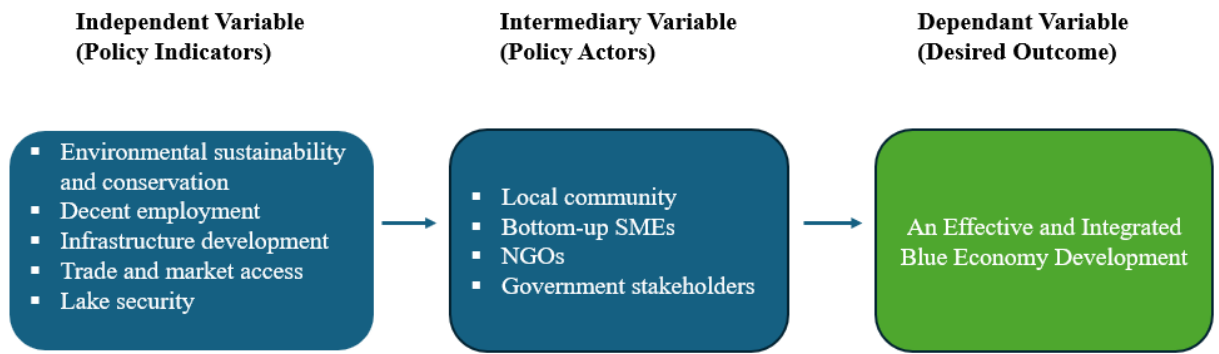 Independent Variable
(Policy Indicators)
Intermediary Variable
(Policy Actors)
Dependant Variable
(Desired Outcome)
▪ Environmental sustainability
and conservation
▪ Decent employment
▪ Infrastructure development
▪ Trade and market access
▪ Lake security
▪ Local community
▪ Bottom-up SMEs
▪ NGOs
▪ Government stakeholders
An Effective and Integrated
Blue Economy Development